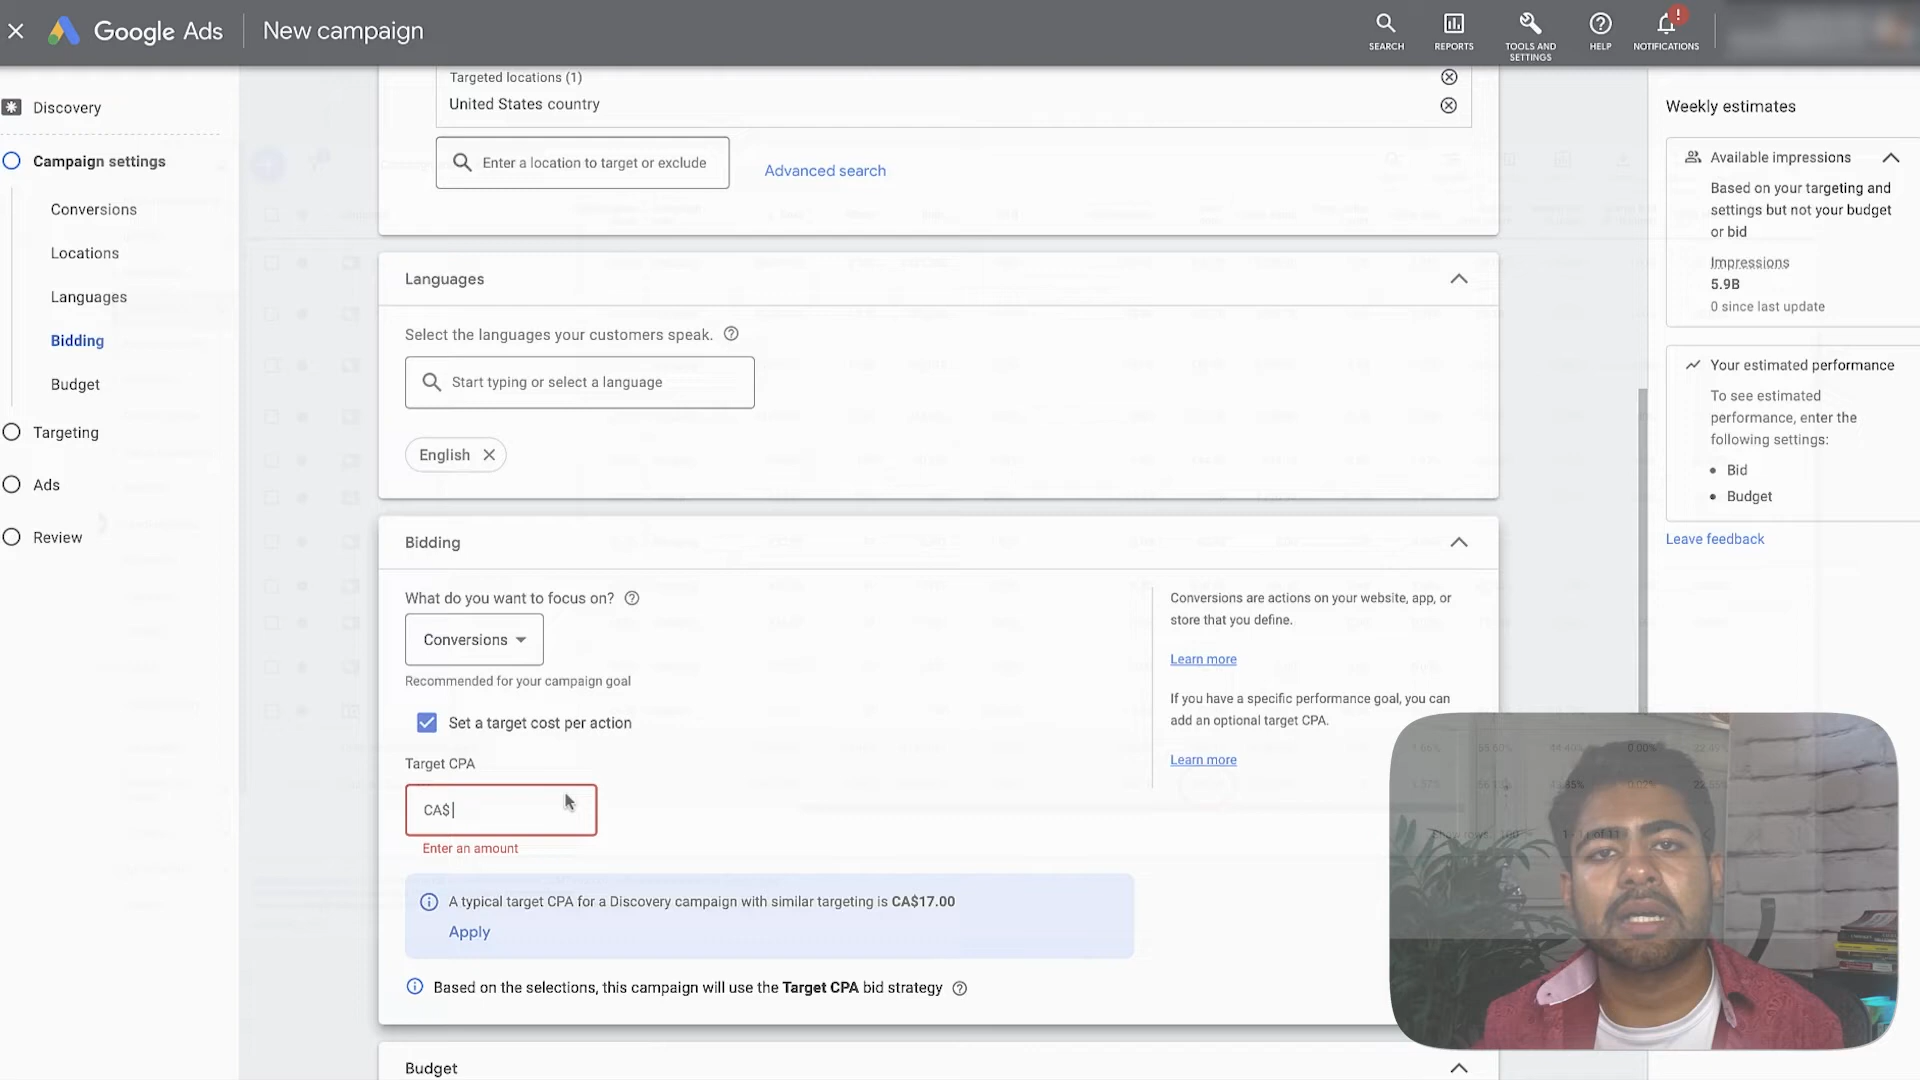 Google Ads
New campaign
SEARCH
REPORTS
TOOLS AND
SETTINGS
HELP
!
NOTIFICATIONS
Discovery
Campaign settings
Conversions
Locations
Languages
Bidding
Budget
Targeting
Ads
Review
Targeted locations (1)
United States country
Enter a location to target or exclude
Advanced search
Languages
Select the languages your customers speak.
Start typing or select a language
English
Bidding
What do you want to focus on?
Conversions
Recommended for your campaign goal
Set a target cost per action
Target CPA
CA$
Enter an amount
A typical target CPA for a Discovery campaign with similar targeting is CA$17.00
Apply
Based on the selections, this campaign will use the Target CPA bid strategy
Conversions are actions on your website, app, or
store that you define.
Learn more
If you have a specific performance goal, you can
add an optional target CPA.
Learn more
Budget
Weekly estimates
Available impressions
Based on your targeting and
settings but not your budget
or bid
Impressions
5.9B
0 since last update
Your estimated performance
To see estimated
performance, enter the
following settings:
• Bid
• Budget
Leave feedback